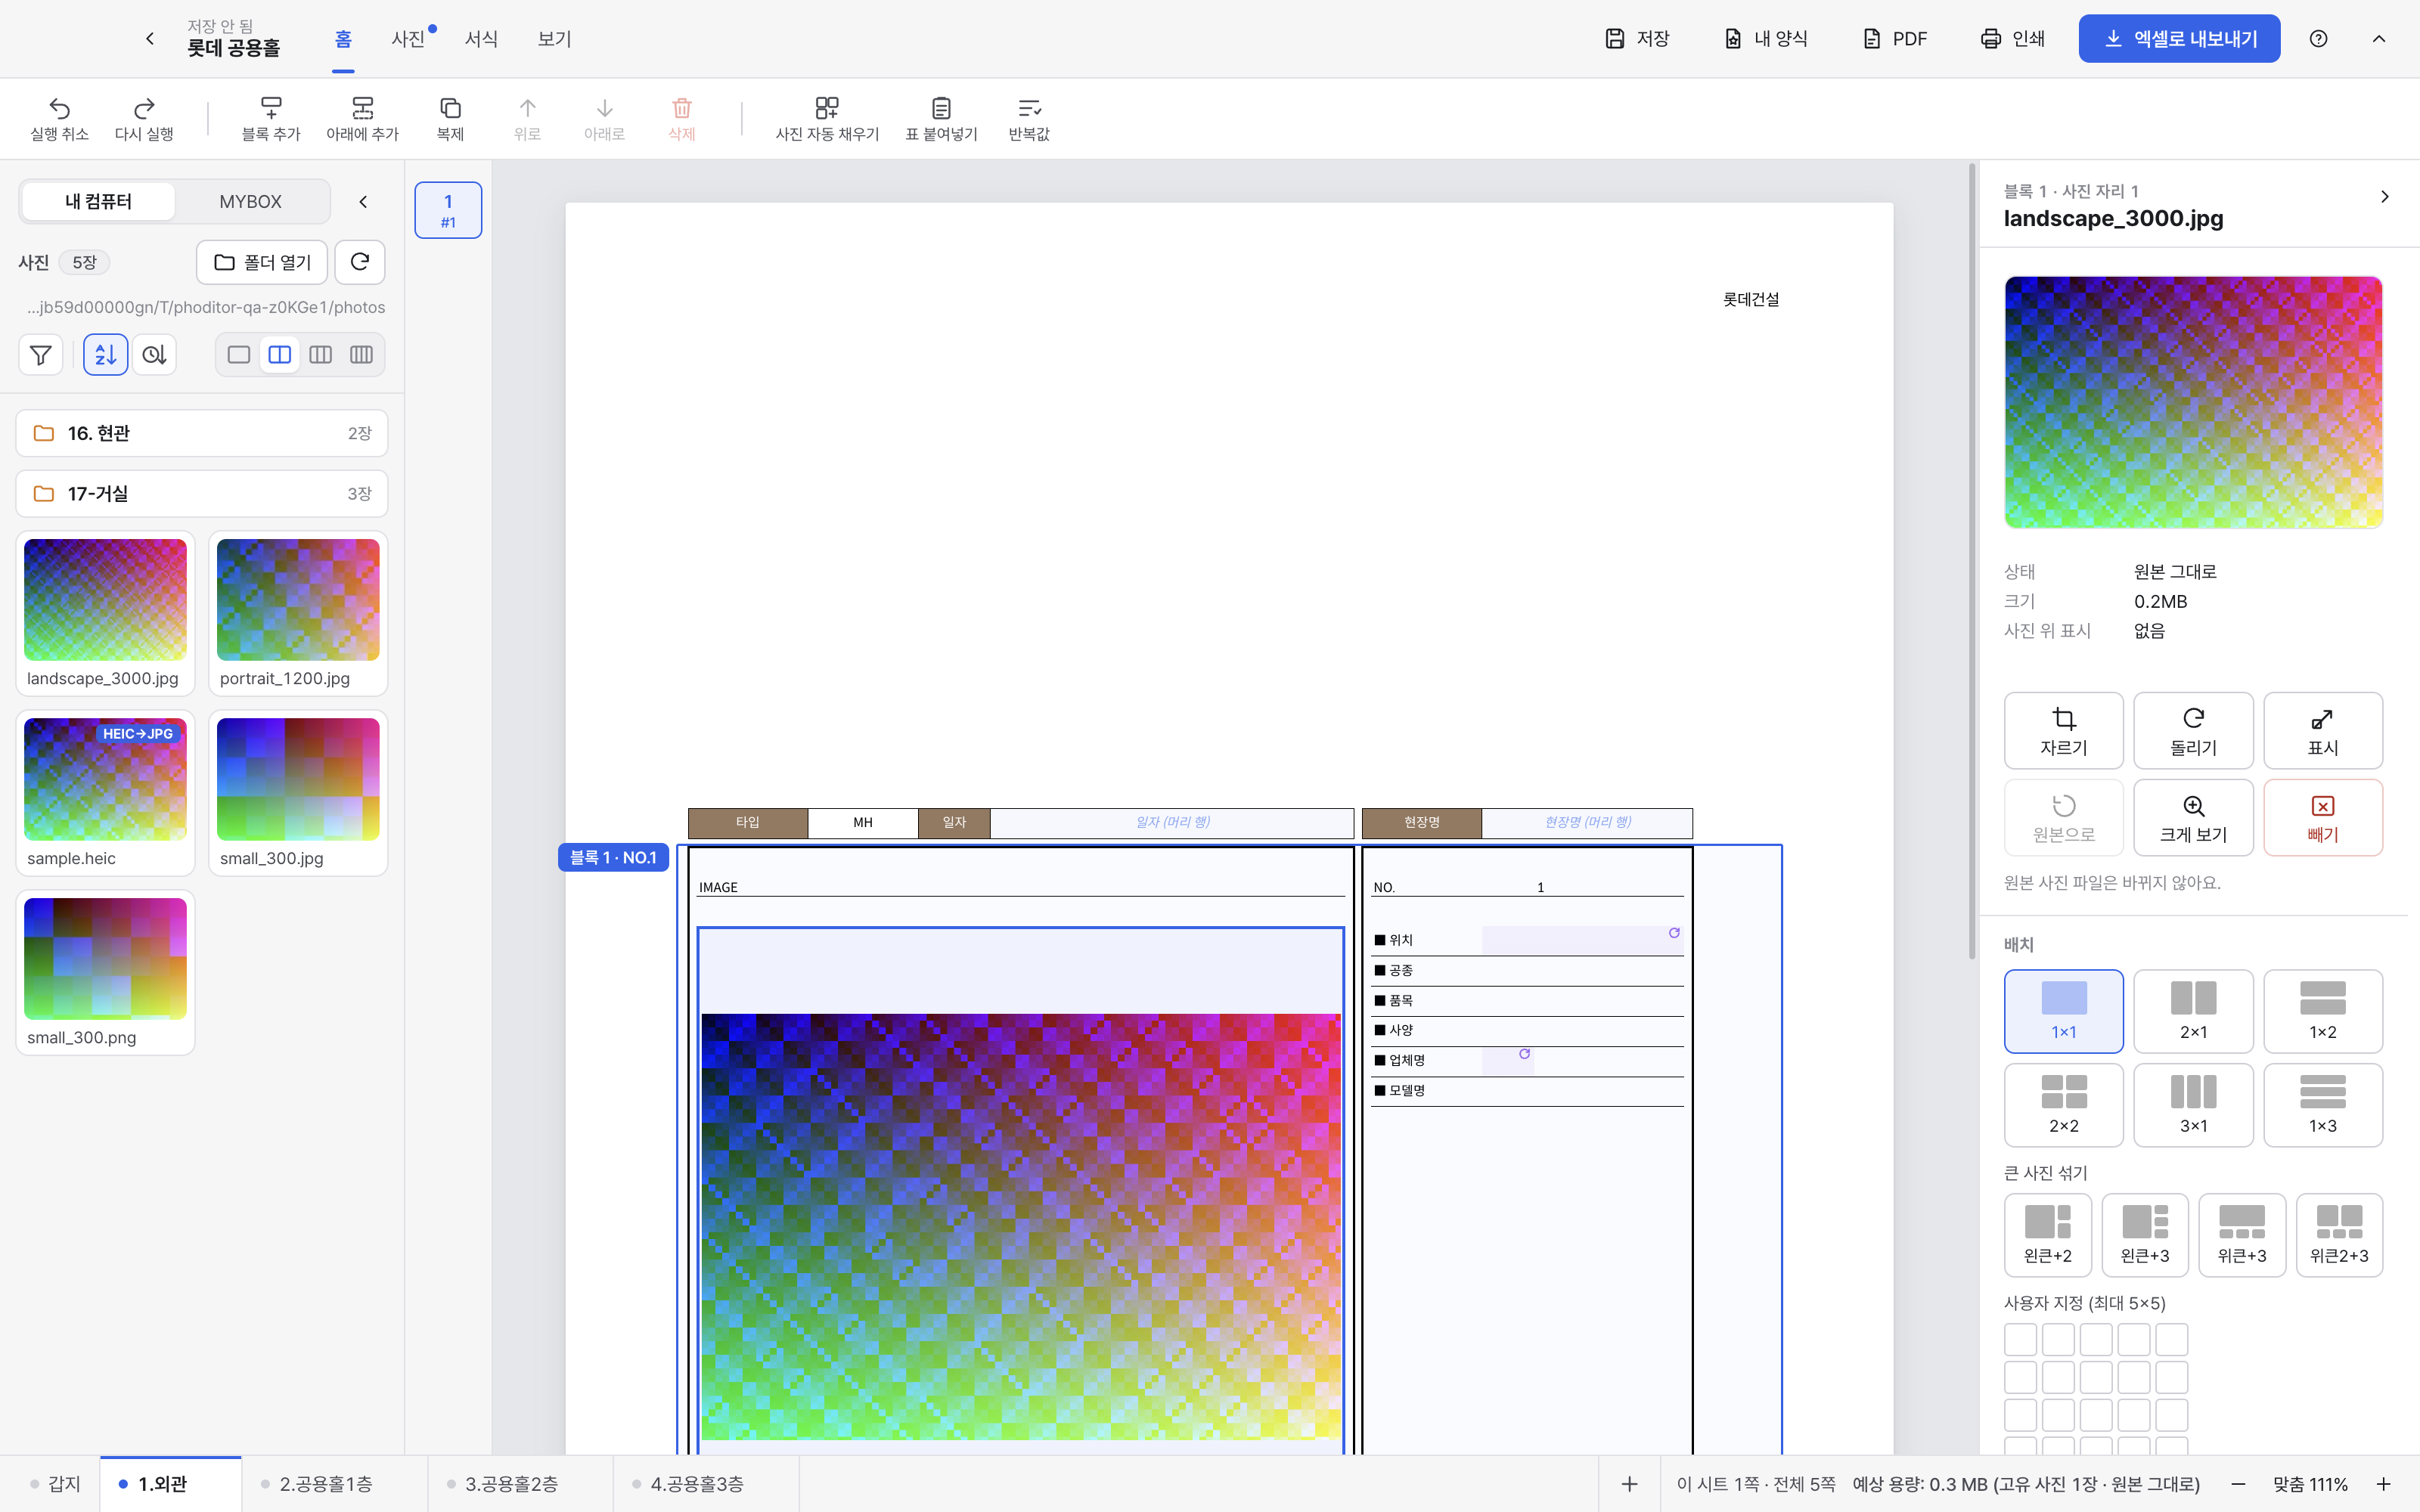 저장 안 됨
롯데 공용홀
홈
사진
서식
보기
저장
내 양식
PDF
인쇄
엑셀로 내보내기
실행 취소
다시 실행
블록 추가
아래에 추가
복제
위로
아래로
삭제
사진 자동 채우기
표 붙여넣기
반복값
내 컴퓨터
MYBOX
사진 5장
폴더 열기
...jb59d00000gn/T/phoditor-qa-z0KGe1/photos
16. 현관 2장
17-거실 3장
landscape_3000.jpg
portrait_1200.jpg
HEIC→JPG
sample.heic
small_300.jpg
small_300.png
1
#1
롯데건설
타입 MH 일자 일자 (머리 행) 현장명 현장명 (머리 행)
블록 1 · NO.1
IMAGE
NO. 1
■ 위치
■ 공종
■ 품목
■ 사양
■ 업체명
■ 모델명
블록 1 · 사진 자리 1
landscape_3000.jpg
상태 원본 그대로
크기 0.2MB
사진 위 표시 없음
자르기
돌리기
표시
원본으로
크게 보기
빼기
원본 사진 파일은 바뀌지 않아요.
배치
1×1
2×1
1×2
2×2
3×1
1×3
큰 사진 섞기
왼큰+2
왼큰+3
위큰+3
위큰2+3
사용자 지정 (최대 5×5)
갑지
1.외관
2.공용홀1층
3.공용홀2층
4.공용홀3층
이 시트 1쪽 · 전체 5쪽
예상 용량: 0.3 MB (고유 사진 1장 · 원본 그대로)
맞춤 111%